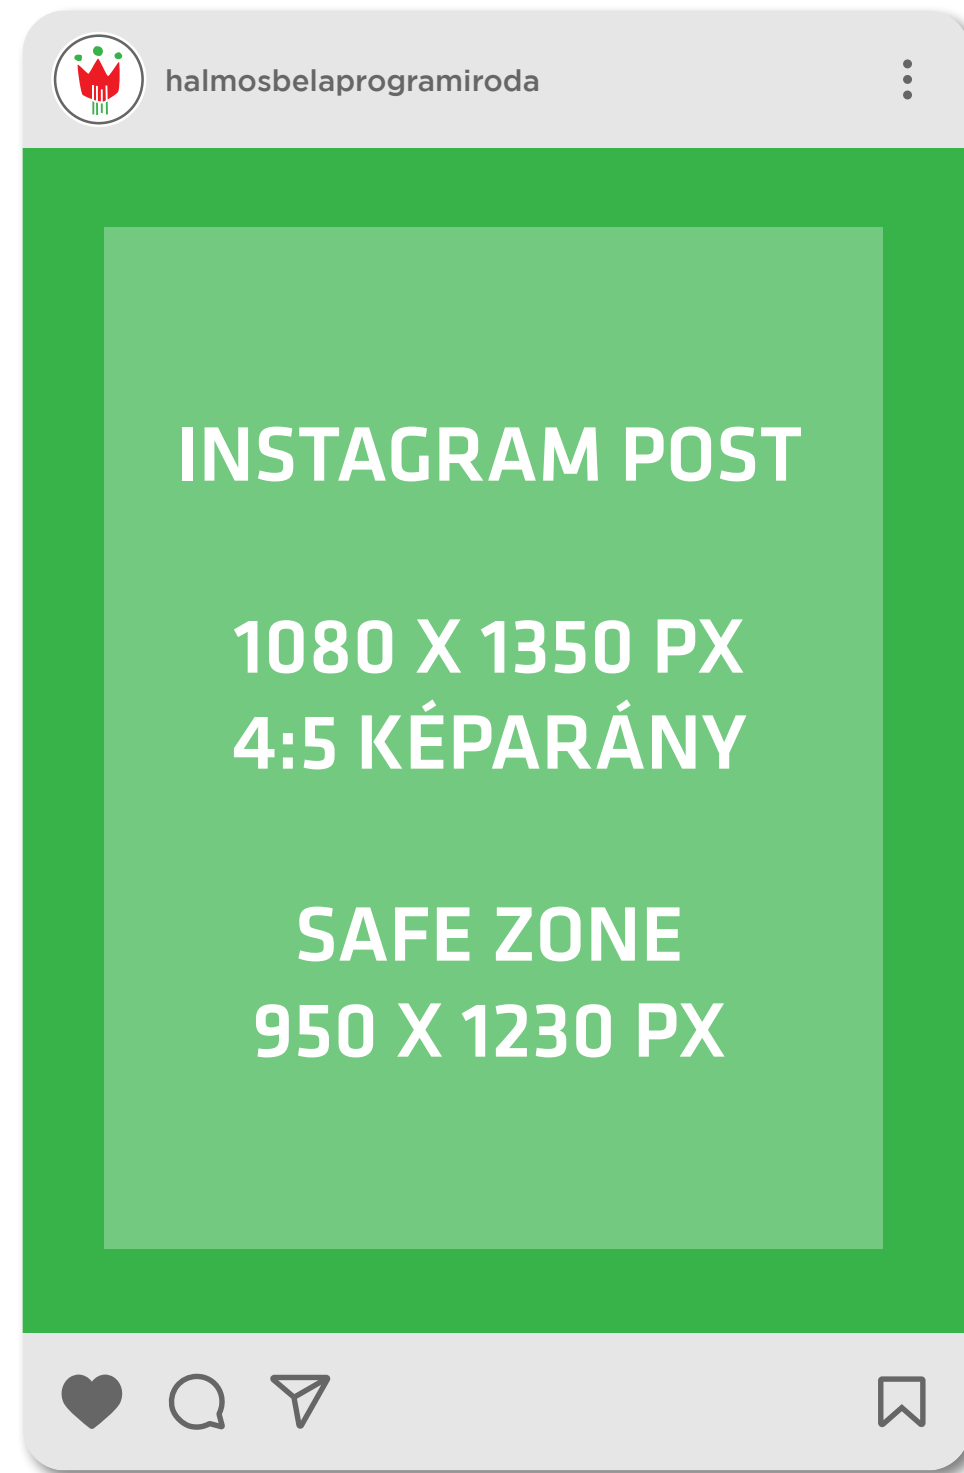 halmosbelaprogramiroda
INSTAGRAM POST
1080 X 1350 PX
4:5 KÉPARÁNY
SAFE ZONE
950 X 1230 PX